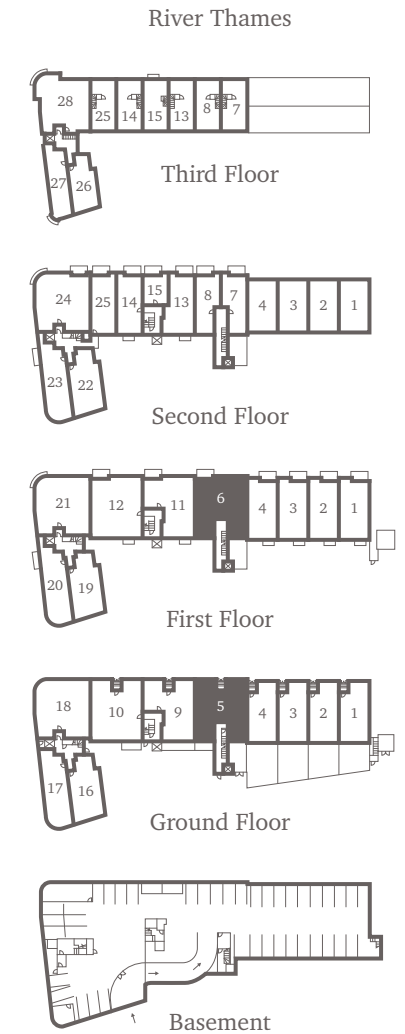 River Thames
28 25 14 15 13 8 7
27 26
Third Floor
24 25 14 15 13 8 7 4 3 2 1
23 22
Second Floor
21 12 11 6 4 3 2 1
20 19
First Floor
18 10 9 5 4 3 2 1
17 16
Ground Floor
Basement